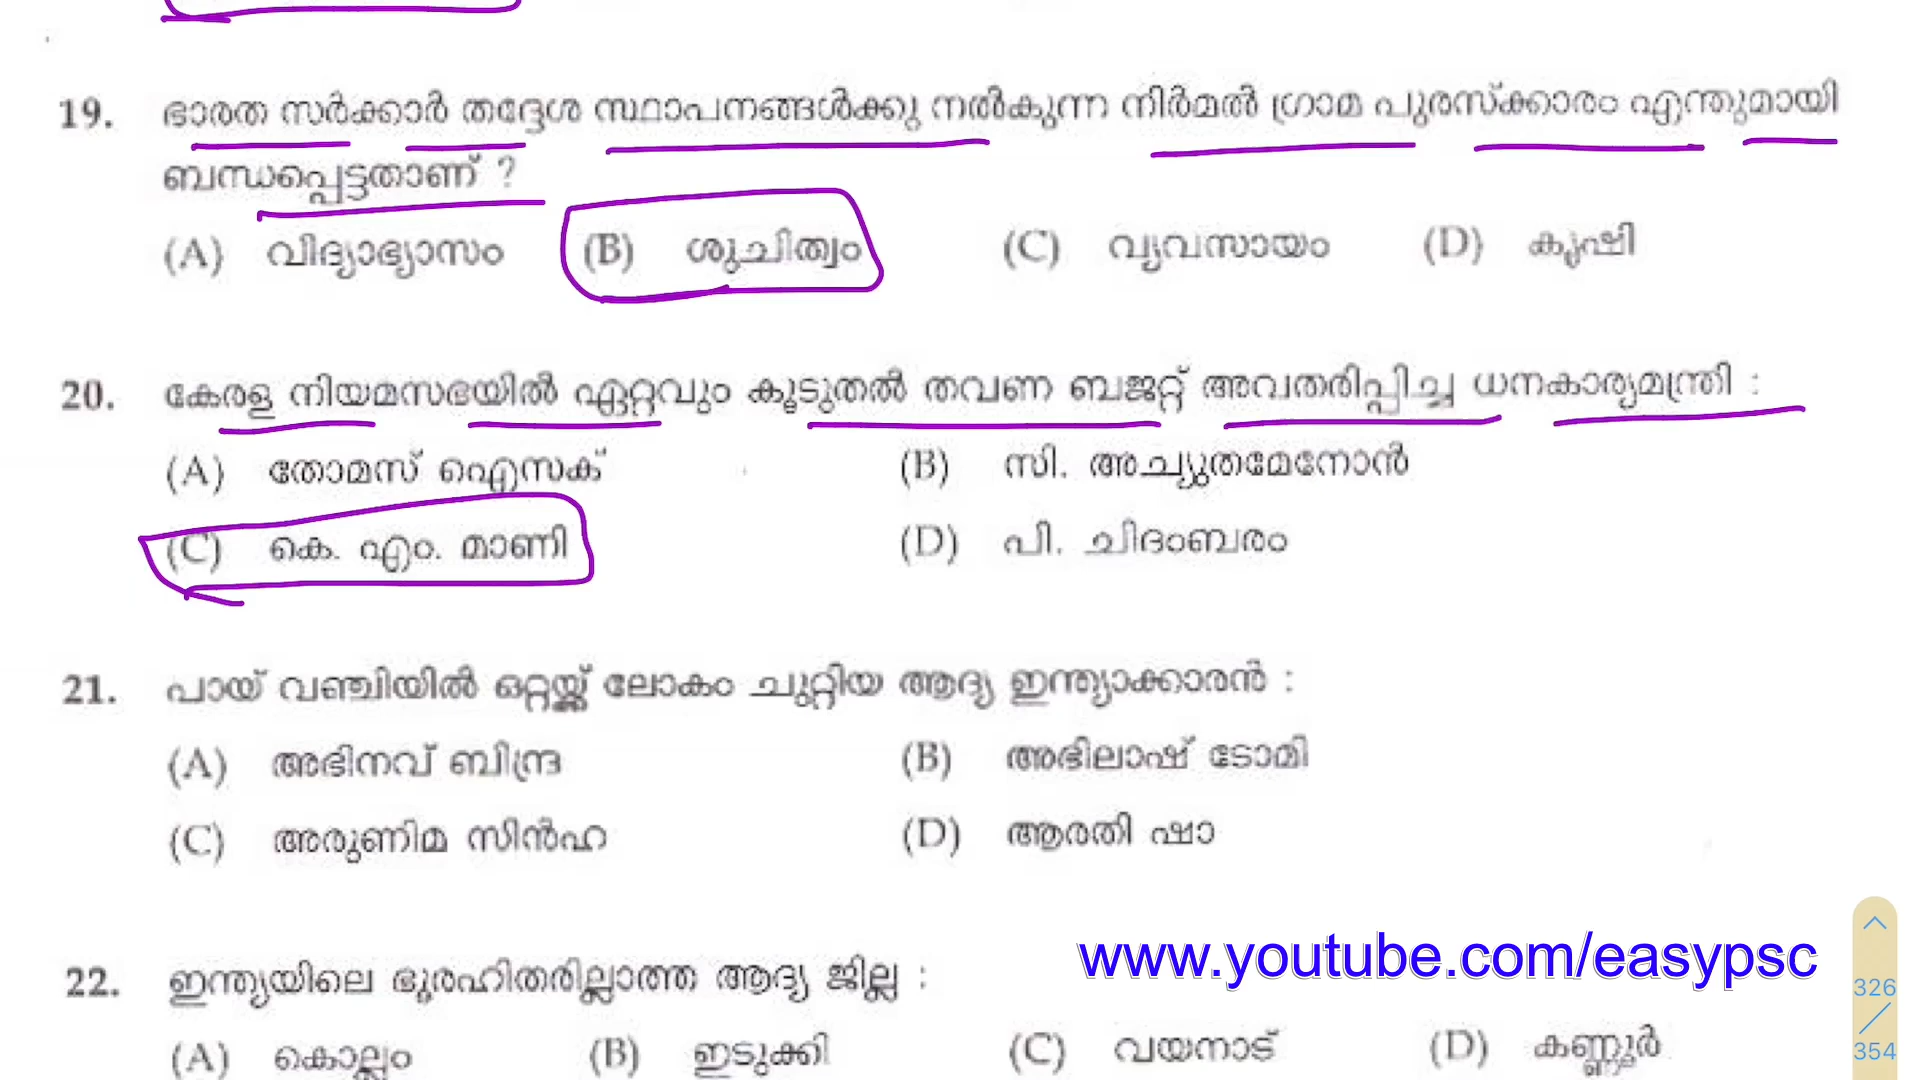 19. ഭാരത സർക്കാർ തദ്ദേശ സ്ഥാപനങ്ങൾക്കു നൽകുന്ന നിർമൽ ഗ്രാമ പുരസ്ക്കാരം എന്തുമായി
ബന്ധപ്പെട്ടതാണ് ?
(A) വിദ്യാഭ്യാസം (B) ശുചിത്വം (C) വ്യവസായം (D) കൃഷി
20. കേരള നിയമസഭയിൽ ഏറ്റവും കൂടുതൽ തവണ ബജറ്റ് അവതരിപ്പിച്ച ധനകാര്യമന്ത്രി :
(A) തോമസ് ഐസക് (B) സി. അച്യുതമേനോൻ
(C) കെ. എം. മാണി (D) പി. ചിദാംബരം
21. പായ് വഞ്ചിയിൽ ഒറ്റയ്ക്ക് ലോകം ചുറ്റിയ ആദ്യ ഇന്ത്യാക്കാരൻ :
(A) അഭിനവ് ബിന്ദ്ര (B) അഭിലാഷ് ടോമി
(C) അരുണിമ സിൻഹ (D) ആരതി ഷാ
22. ഇന്ത്യയിലെ ഭൂരഹിതരില്ലാത്ത ആദ്യ ജില്ല :
(A) കൊല്ലം (B) ഇടുക്കി (C) വയനാട് (D) കണ്ണൂർ
www.youtube.com/easypsc
326
/
354